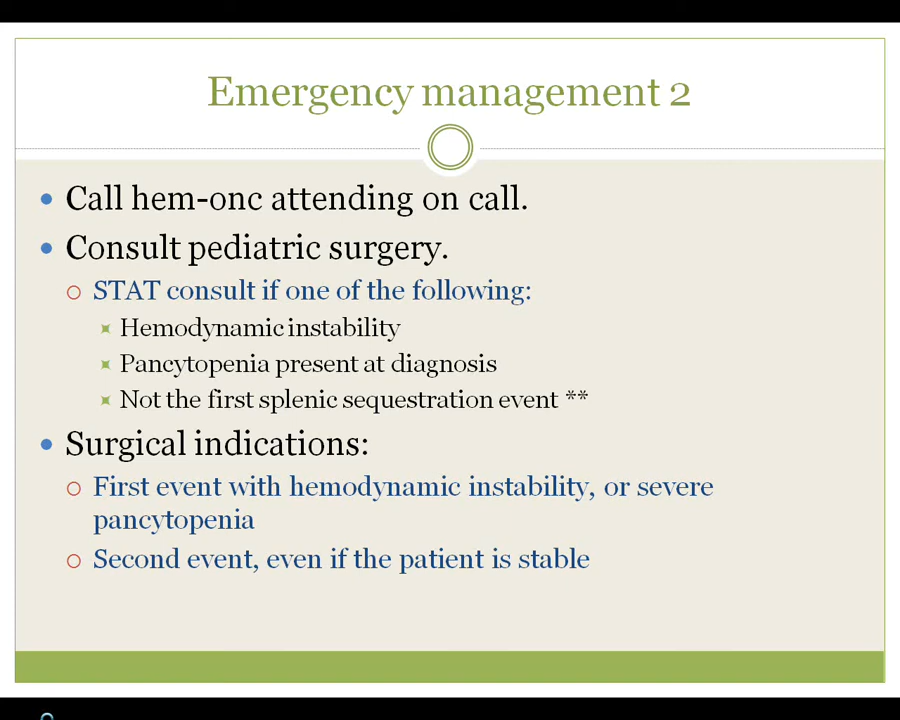 Emergency management 2
Call hem-onc attending on call.
Consult pediatric surgery.
STAT consult if one of the following:
Hemodynamic instability
Pancytopenia present at diagnosis
Not the first splenic sequestration event **
Surgical indications:
First event with hemodynamic instability, or severe
pancytopenia
Second event, even if the patient is stable